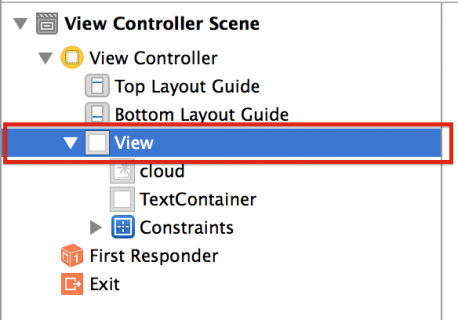 View Controller Scene
View Controller
Top Layout Guide
Bottom Layout Guide
View
cloud
TextContainer
Constraints
First Responder
Exit